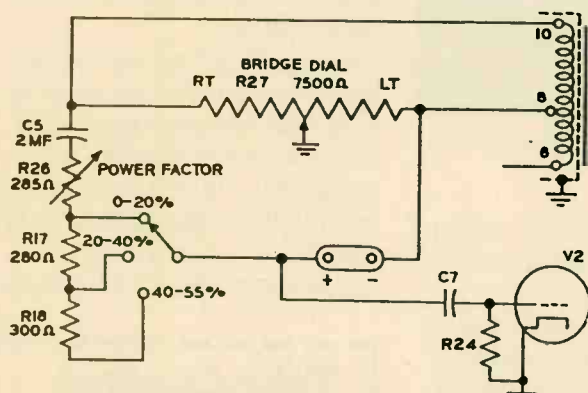 10
BRIDGE DIAL
RT R27 7500Ω LT
8
C5
2MF
6
R26
285Ω
POWER FACTOR
0-20%
R17
280Ω
20-40%
+ -
C7
V2
40-55%
R18
300Ω
R24